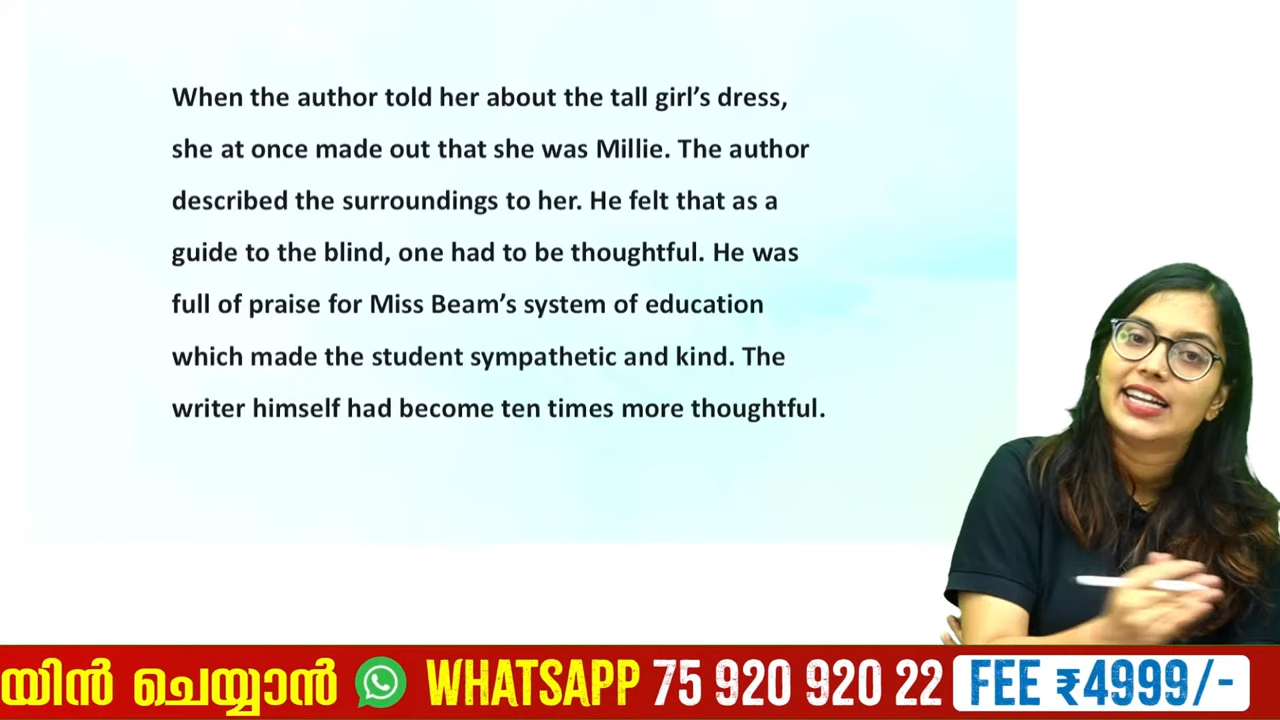 When the author told her about the tall girl’s dress,
she at once made out that she was Millie. The author
described the surroundings to her. He felt that as a
guide to the blind, one had to be thoughtful. He was
full of praise for Miss Beam’s system of education
which made the student sympathetic and kind. The
writer himself had become ten times more thoughtful.
യിൻ ചെയ്യാൻ WHATSAPP 75 920 920 22 FEE ₹4999/-